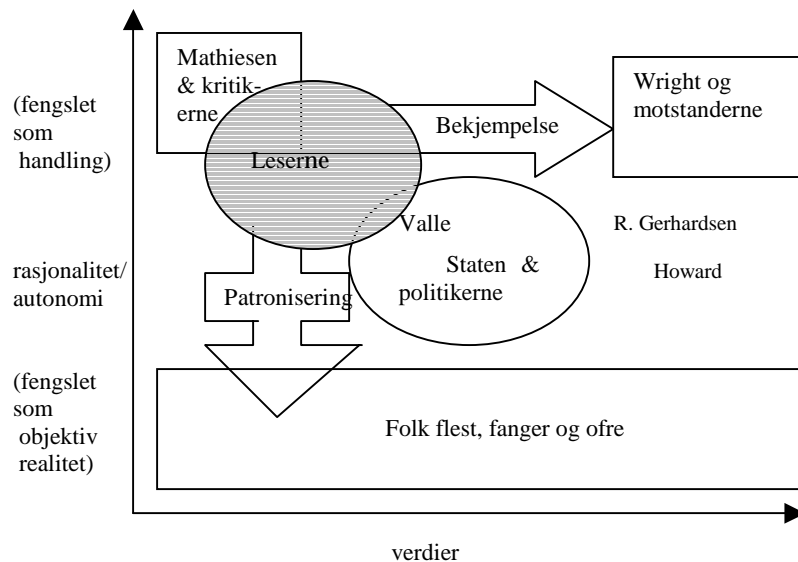 Mathiesen
& kritik-
erne
Wright og
motstanderne
(fengslet
som
handling)
Bekjempelse
Leserne
Valle
R. Gerhardsen
Staten &
politikerne
Howard
rasjonalitet/
autonomi
Patronisering
(fengslet
som
objektiv
realitet)
Folk flest, fanger og ofre
verdier